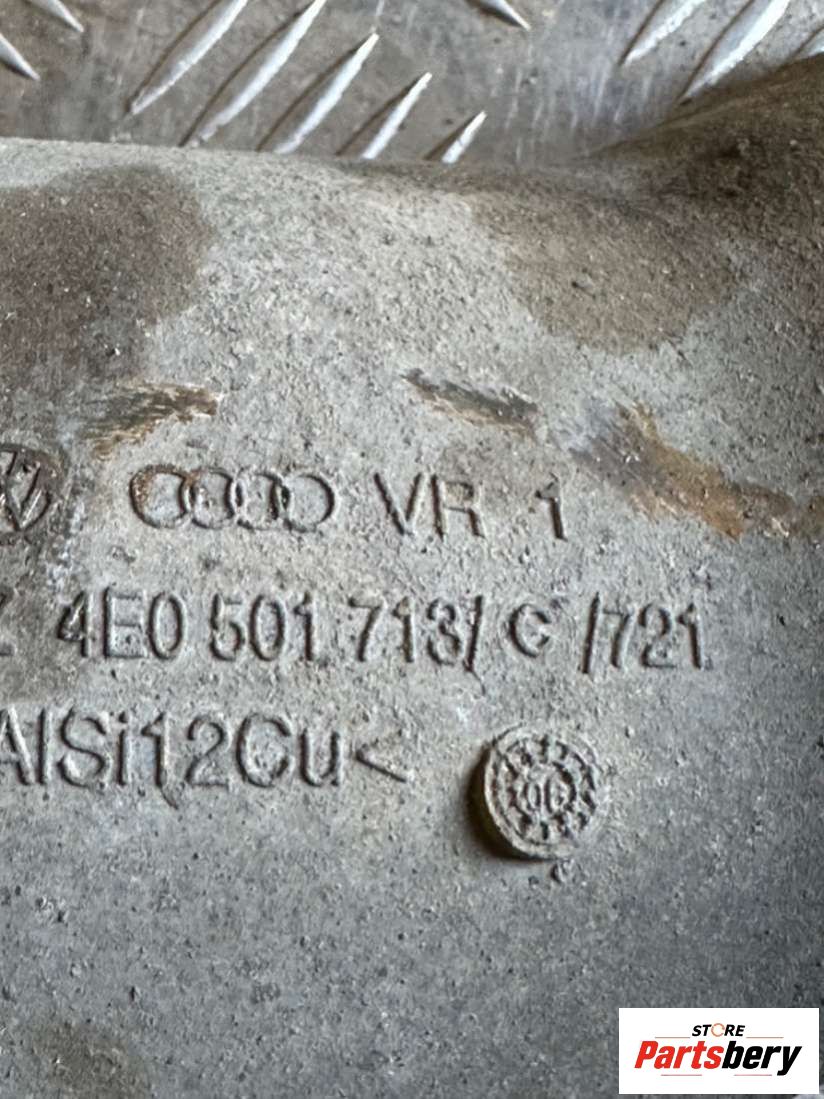 VR 1
4E0 501 713/ C /721
AlSi12Cu<
STORE
Partsbery